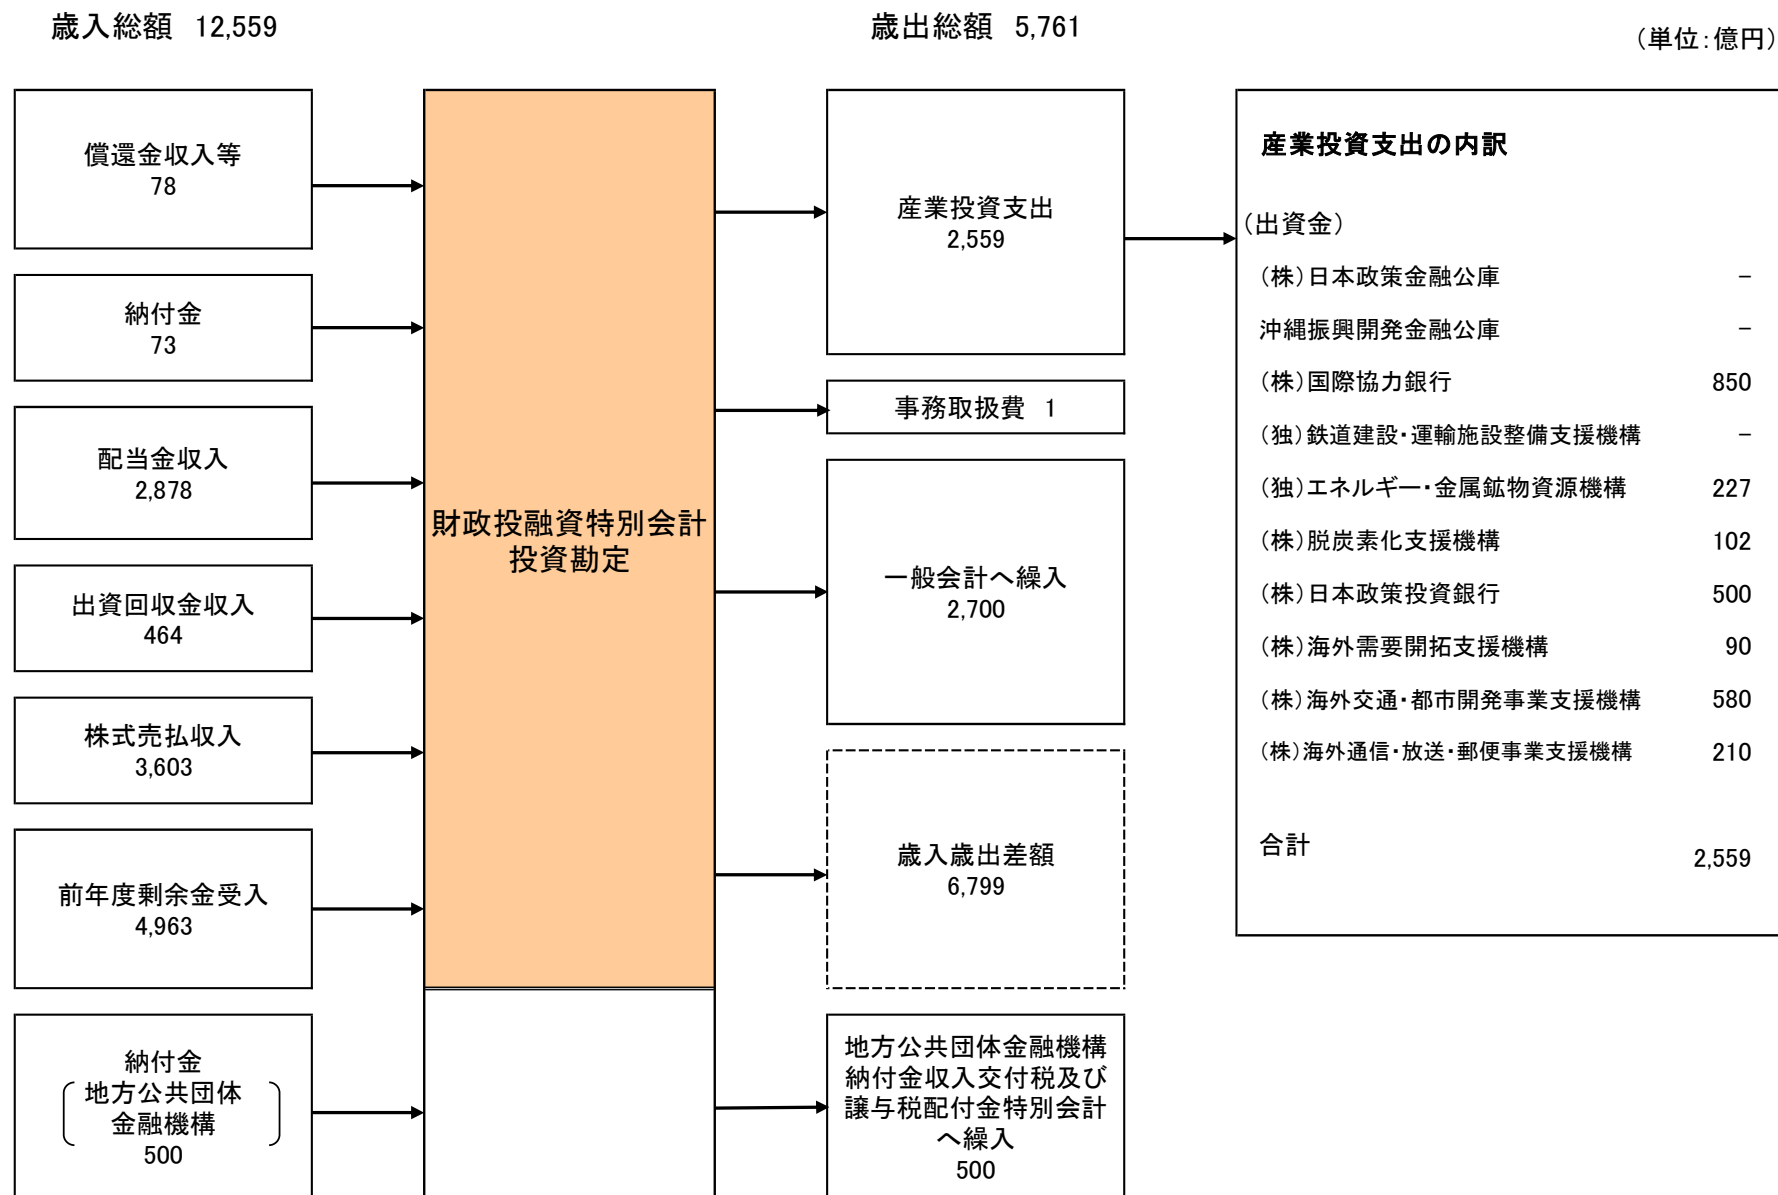 歳入総額 12,559
歳出総額 5,761
(単位:億円)
償還金収入等
78
納付金
73
配当金収入
2,878
出資回収金収入
464
株式売払収入
3,603
前年度剰余金受入
4,963
納付金
地方公共団体
金融機構
500
財政投融資特別会計
投資勘定
産業投資支出
2,559
事務取扱費 1
一般会計へ繰入
2,700
歳入歳出差額
6,799
地方公共団体金融機構
納付金収入交付税及び
譲与税配付金特別会計
へ繰入
500
産業投資支出の内訳
(出資金)
(株)日本政策金融公庫 -
沖縄振興開発金融公庫 -
(株)国際協力銀行 850
(独)鉄道建設・運輸施設整備支援機構 -
(独)エネルギー・金属鉱物資源機構 227
(株)脱炭素化支援機構 102
(株)日本政策投資銀行 500
(株)海外需要開拓支援機構 90
(株)海外交通・都市開発事業支援機構 580
(株)海外通信・放送・郵便事業支援機構 210
合計 2,559